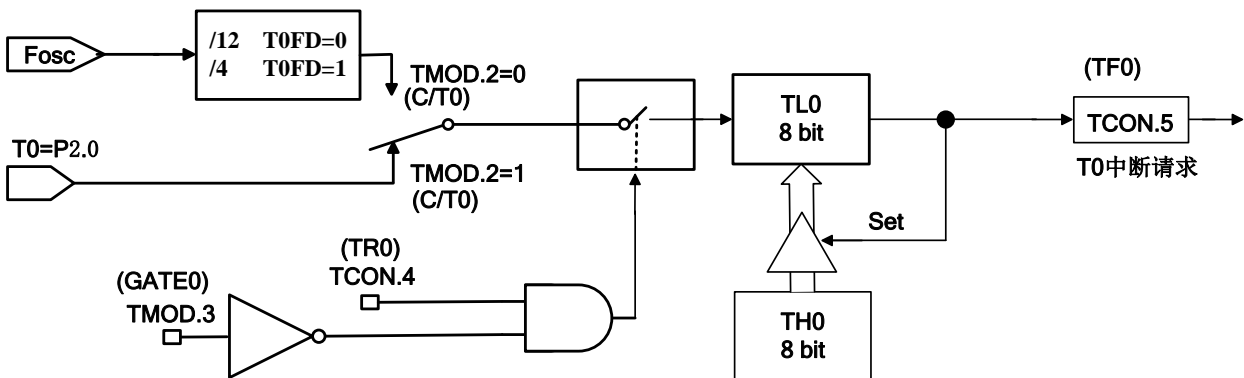 Fosc
/12 T0FD=0
/4 T0FD=1
TMOD.2=0
(C/T0)
T0=P2.0
TMOD.2=1
(C/T0)
TL0
8 bit
(TF0)
TCON.5
T0中断请求
Set
(TR0)
TCON.4
(GATE0)
TMOD.3
TH0
8 bit